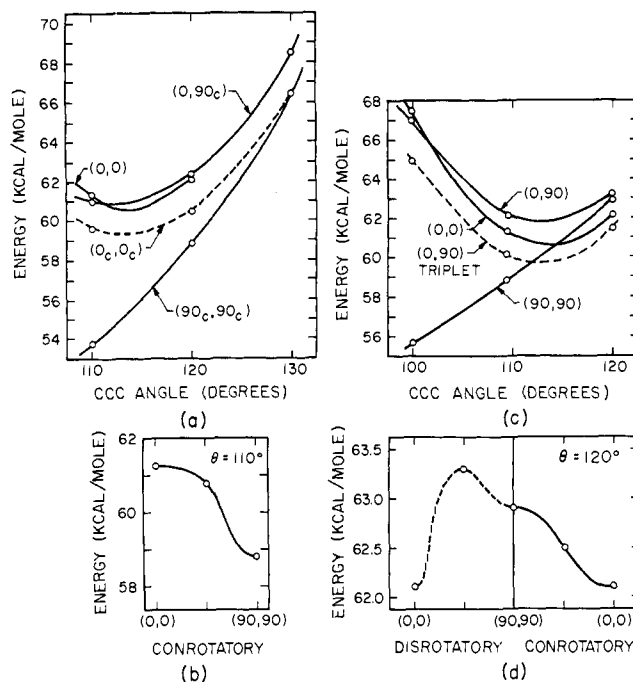 ENERGY (KCAL/MOLE)
70
68
66
64
62
60
58
56
54
(0,90c)
(0,0)
(0c,0c)
(90c,90c)
110
120
130
CCC ANGLE (DEGREES)
(a)
ENERGY (KCAL/MOLE)
68
66
64
62
60
58
56
(0,90)
(0,0)
(0,90)
TRIPLET
(90,90)
100
110
120
CCC ANGLE (DEGREES)
(c)
ENERGY (KCAL/MOLE)
62
60
58
θ=110°
(0,0)
(90,90)
CONROTATORY
(b)
ENERGY (KCAL/MOLE)
63.5
63.0
62.5
62.0
θ=120°
(0,0)
(90,90)
(0,0)
DISROTATORY
CONROTATORY
(d)